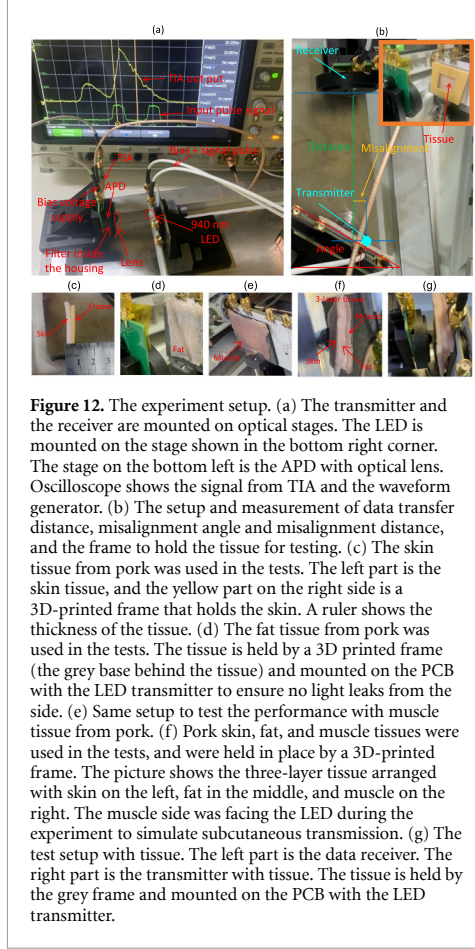 (a)
(b)
TIA output
Input pulse signal
TIA
APD
Bias voltage
supply
Bias + signal pulse
Filter inside
the housing
Lens
940 nm
LED
Receiver
Tissue
Misalignment
Transmitter
Angle
(c)
(d)
(e)
(f)
(g)
Skin
Frame
1 2 3
Fat
Muscle
3-layer tissue
Muscle
Skin
Fat
Figure 12. The experiment setup. (a) The transmitter and
the receiver are mounted on optical stages. The LED is
mounted on the stage shown in the bottom right corner.
The stage on the bottom left is the APD with optical lens.
Oscilloscope shows the signal from TIA and the waveform
generator. (b) The setup and measurement of data transfer
distance, misalignment angle and misalignment distance,
and the frame to hold the tissue for testing. (c) The skin
tissue from pork was used in the tests. The left part is the
skin tissue, and the yellow part on the right side is a
3D-printed frame that holds the skin. A ruler shows the
thickness of the tissue. (d) The fat tissue from pork was
used in the tests. The tissue is held by a 3D printed frame
(the grey base behind the tissue) and mounted on the PCB
with the LED transmitter to ensure no light leaks from the
side. (e) Same setup to test the performance with muscle
tissue from pork. (f) Pork skin, fat, and muscle tissues were
used in the tests, and were held in place by a 3D-printed
frame. The picture shows the three-layer tissue arranged
with skin on the left, fat in the middle, and muscle on the
right. The muscle side was facing the LED during the
experiment to simulate subcutaneous transmission. (g) The
test setup with tissue. The left part is the data receiver. The
right part is the transmitter with tissue. The tissue is held by
the grey frame and mounted on the PCB with the LED
transmitter.